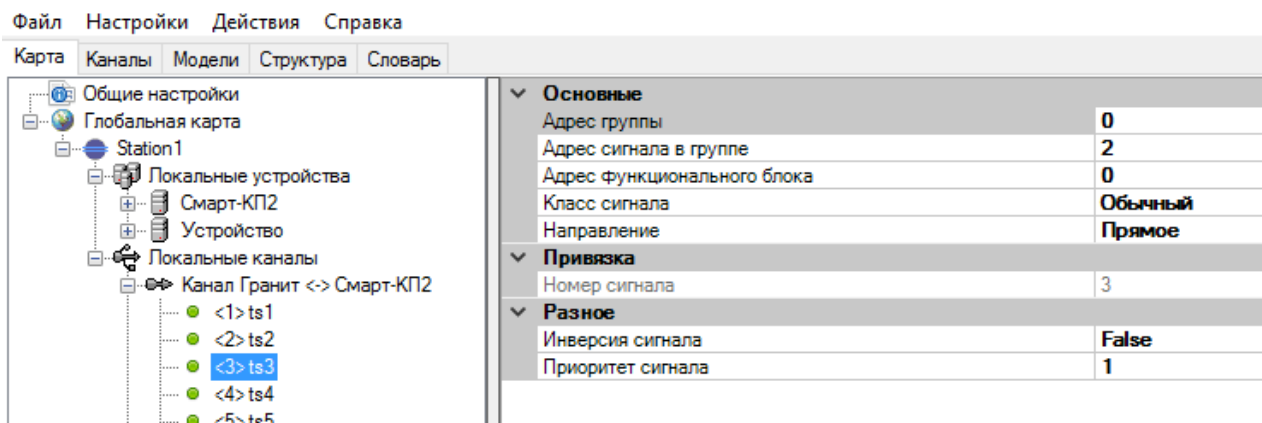 Файл Настройки Действия Справка
Карта Каналы Модели Структура Словарь
Общие настройки
Глобальная карта
Station1
Локальные устройства
Смарт-КП2
Устройство
Локальные каналы
Канал Гранит <-> Смарт-КП2
<1> ts1
<2> ts2
<3> ts3
<4> ts4
<5> ts5
Основные
Адрес группы 0
Адрес сигнала в группе 2
Адрес функционального блока 0
Класс сигнала Обычный
Направление Прямое
Привязка
Номер сигнала 3
Разное
Инверсия сигнала False
Приоритет сигнала 1